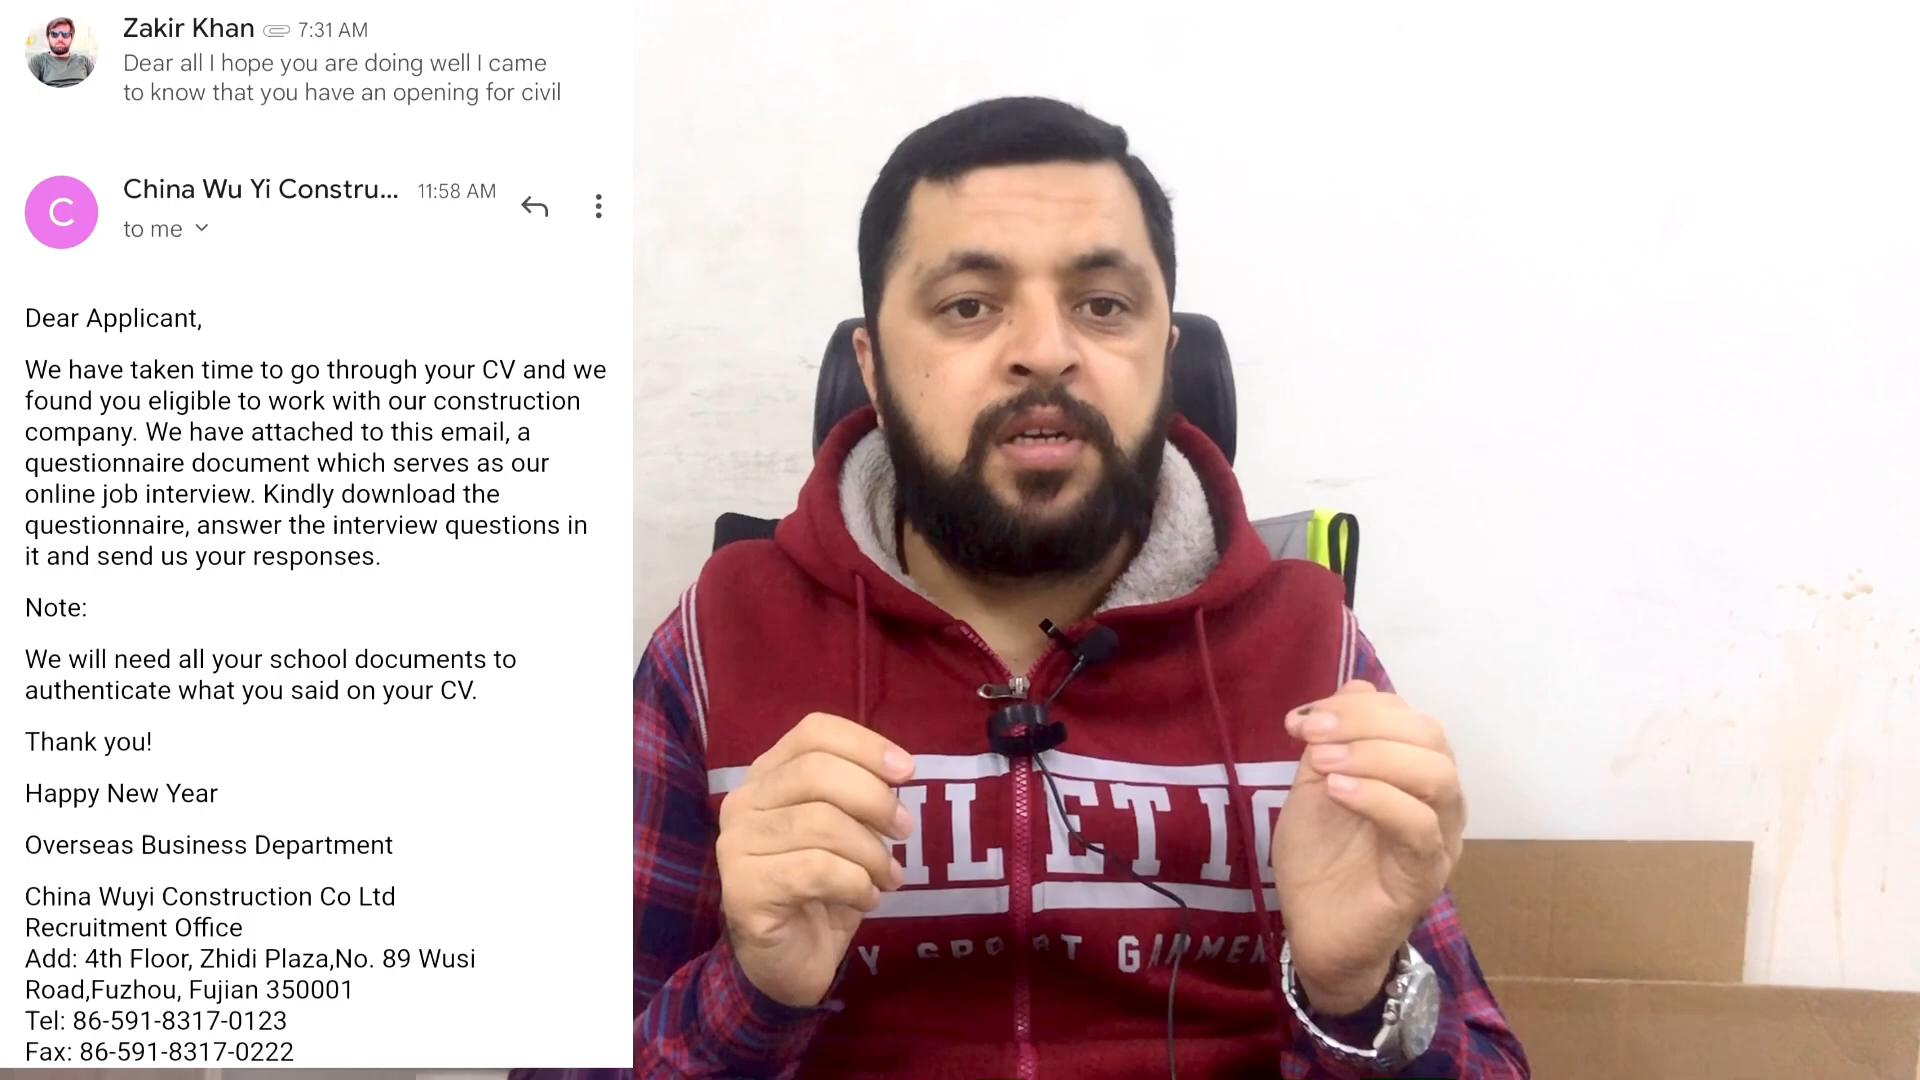 Zakir Khan 7:31 AM
Dear all I hope you are doing well I came
to know that you have an opening for civil
C
China Wu Yi Constru... 11:58 AM
to me
Dear Applicant,
We have taken time to go through your CV and we
found you eligible to work with our construction
company. We have attached to this email, a
questionnaire document which serves as our
online job interview. Kindly download the
questionnaire, answer the interview questions in
it and send us your responses.
Note:
We will need all your school documents to
authenticate what you said on your CV.
Thank you!
Happy New Year
Overseas Business Department
China Wuyi Construction Co Ltd
Recruitment Office
Add: 4th Floor, Zhidi Plaza,No. 89 Wusi
Road,Fuzhou, Fujian 350001
Tel: 86-591-8317-0123
Fax: 86-591-8317-0222
HLETIC
Y SPORT GARMEN